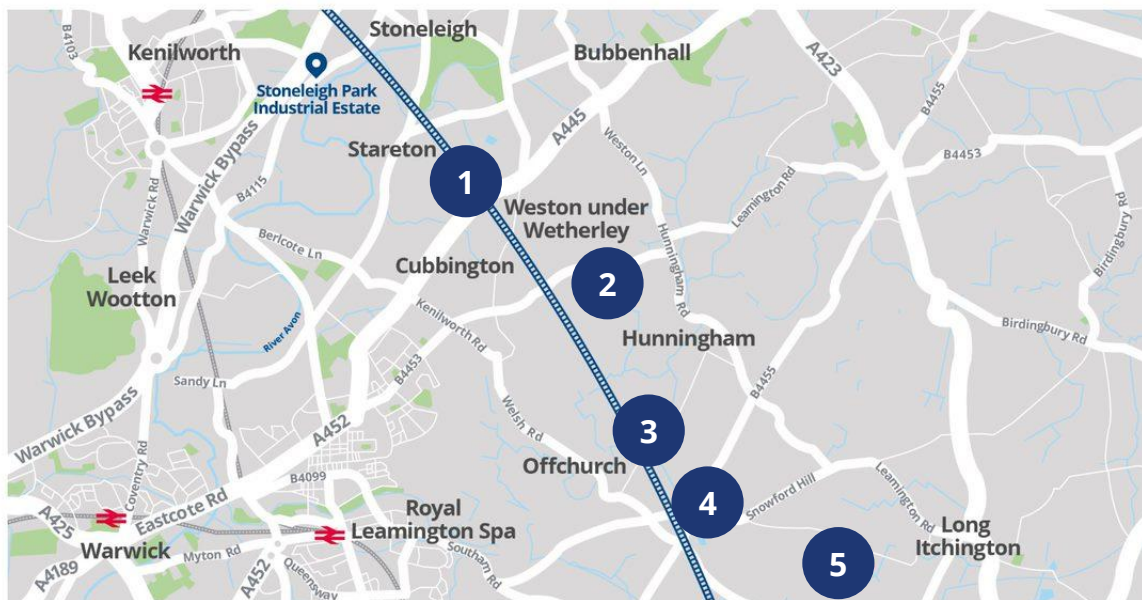 B4103
Kenilworth
Stoneleigh
Stoneleigh Park
Industrial Estate
Bubbenhall
A423
B4455
B4453
A445
Weston Ln
Stareton
1
Warwick Bypass
Warwick Rd
B4115
Leamington Rd
Birdingbury Rd
Weston under
Wetherley
Hunningham Rd
Berlcote Ln
Cubbington
2
Leek
Wootton
River Avon
Kenilworth Rd
Hunningham
Birdingbury Rd
Sandy Ln
B4453
B4455
Warwick Bypass
A452
Welsh Rd
3
Offchurch
Coventry Rd
B4099
Eastcote Rd
4
Snowford Hill
Leamington Rd
A425
Royal
Leamington Spa
Long
Itchington
Warwick
Myton Rd
A452
Queensway
Southam Rd
5
A4189